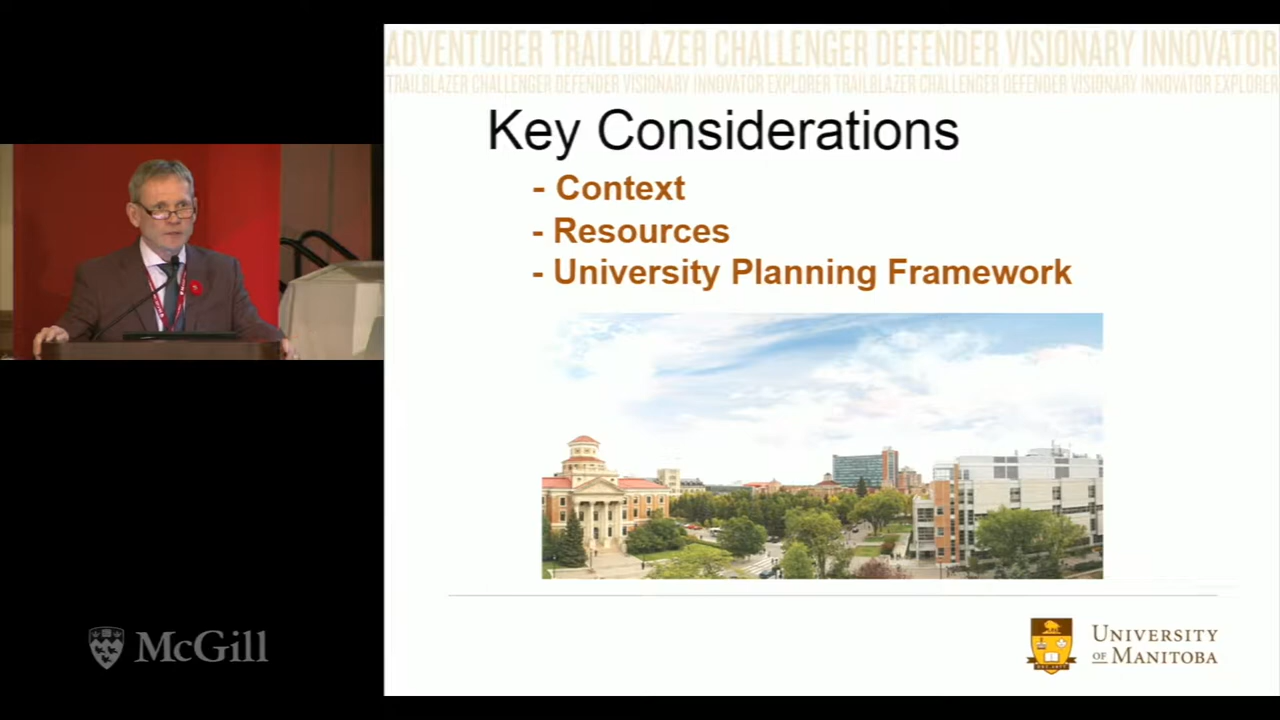 ADVENTURER TRAILBLAZER CHALLENGER DEFENDER VISIONARY INNOVATOR
TRAILBLAZER CHALLENGER DEFENDER VISIONARY INNOVATOR EXPLORER TRAILBLAZER CHALLENGER DEFENDER VISIONARY INNOVATOR EXPLORER
Key Considerations
- Context
- Resources
- University Planning Framework
McGill
UNIVERSITY
OF MANITOBA